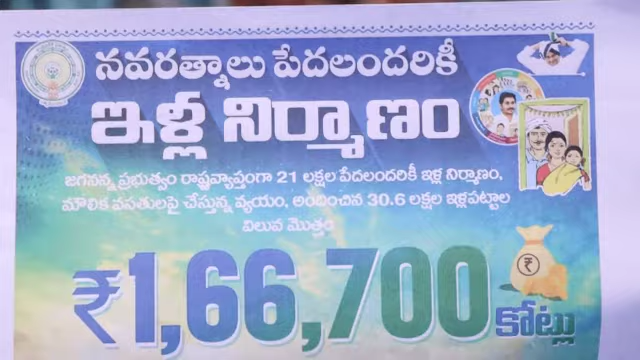 నవరత్నాలు పేదలందరికీ
ఇళ్ల నిర్మాణం
జగనన్న ప్రభుత్వం రాష్ట్రవ్యాప్తంగా 21 లక్షల పేదలందరికీ ఇళ్ల నిర్మాణం,
మౌలిక వసతులపై చేస్తున్న వ్యయం, అందించిన 30.6 లక్షల ఇళ్లపట్టాల
విలువ మొత్తం
₹1,66,700
కోట్లు